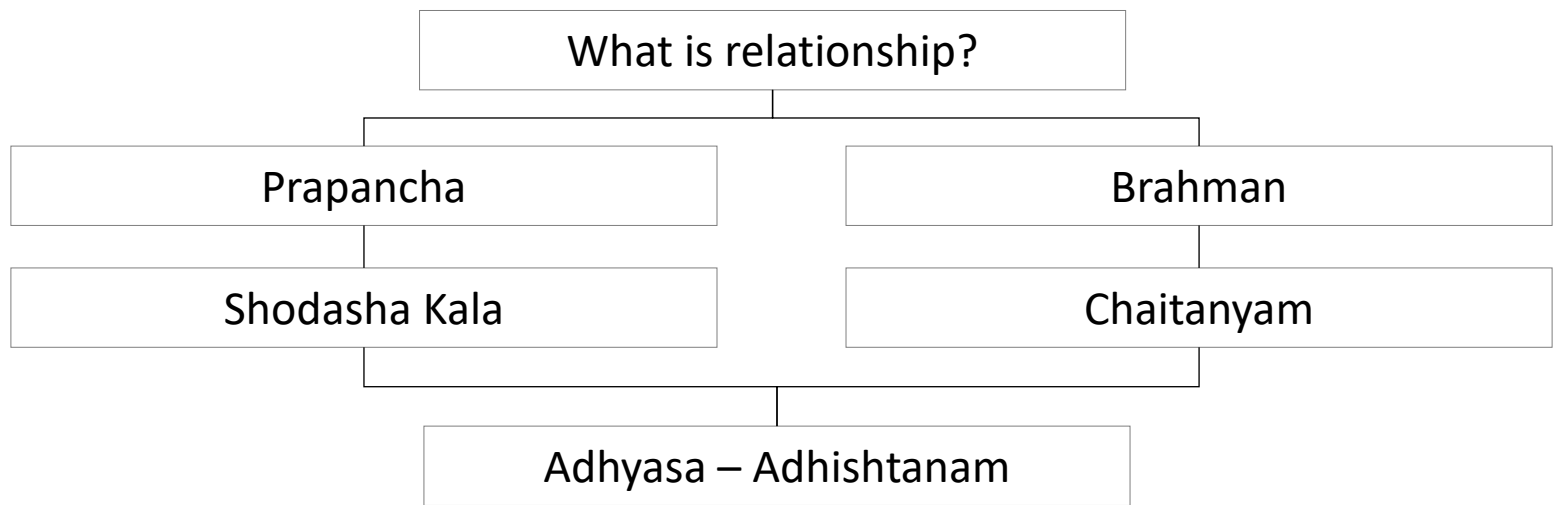 What is relationship?
Prapancha
Brahman
Shodasha Kala
Chaitanyam
Adhyasa – Adhishtanam